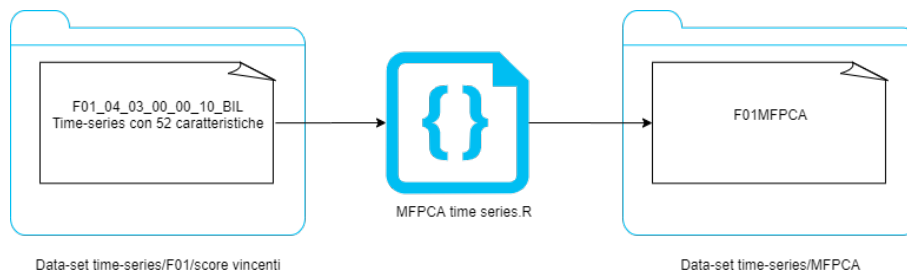 F01_04_03_00_00_10_BIL
Time-series con 52 caratteristiche
{}
MFPCA time series.R
F01MFPCA
Data-set time-series/F01/score vincenti
Data-set time-series/MFPCA